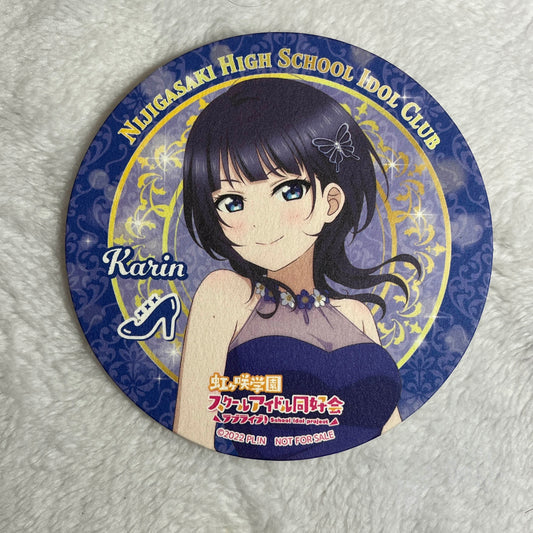 NIJIGASAKI HIGH SCHOOL IDOL CLUB
Karin
虹ヶ咲学園
スクールアイドル同好会
ラブライブ! School idol project
©2022 PL!N NOT FOR SALE